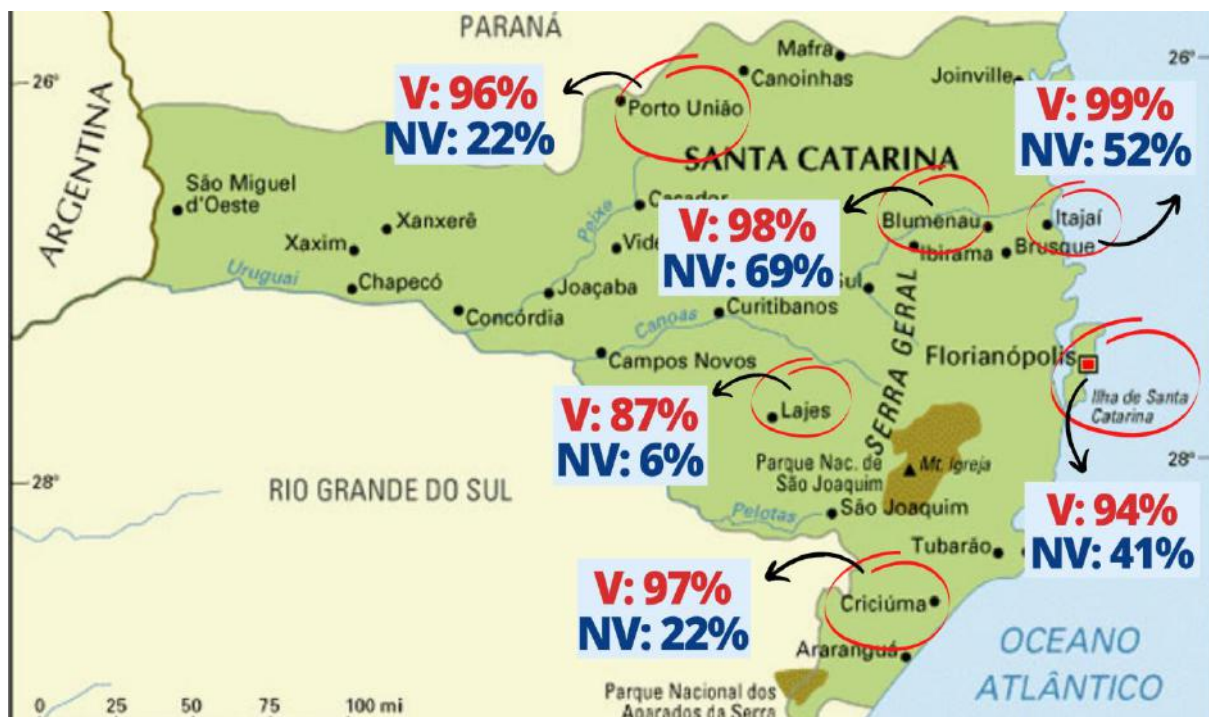 PARANÁ
26°
Mafra
Canoinhas
Joinville
26°
V: 96%
NV: 22%
Porto União
V: 99%
NV: 52%
ARGENTINA
SANTA CATARINA
São Miguel
d'Oeste
Xanxerê
Xaxim
Chapecó
Uruguai
Peixe
V: 98%
NV: 69%
Blumenau
Itajaí
Ibirama
Brusque
Joaçaba
Concórdia
Curitibanos
Canoas
Campos Novos
SERRA GERAL
Florianópolis
Ilha de Santa
Catarina
V: 87%
NV: 6%
Lajes
Parque Nac. de
São Joaquim
Mt. Igreja
28°
RIO GRANDE DO SUL
28°
Pelotas
São Joaquim
V: 94%
NV: 41%
Tubarão
V: 97%
NV: 22%
Criciúma
Araranguá
OCEANO
ATLÂNTICO
0 25 50 75 100 mi
Parque Nacional dos
Aparados da Serra